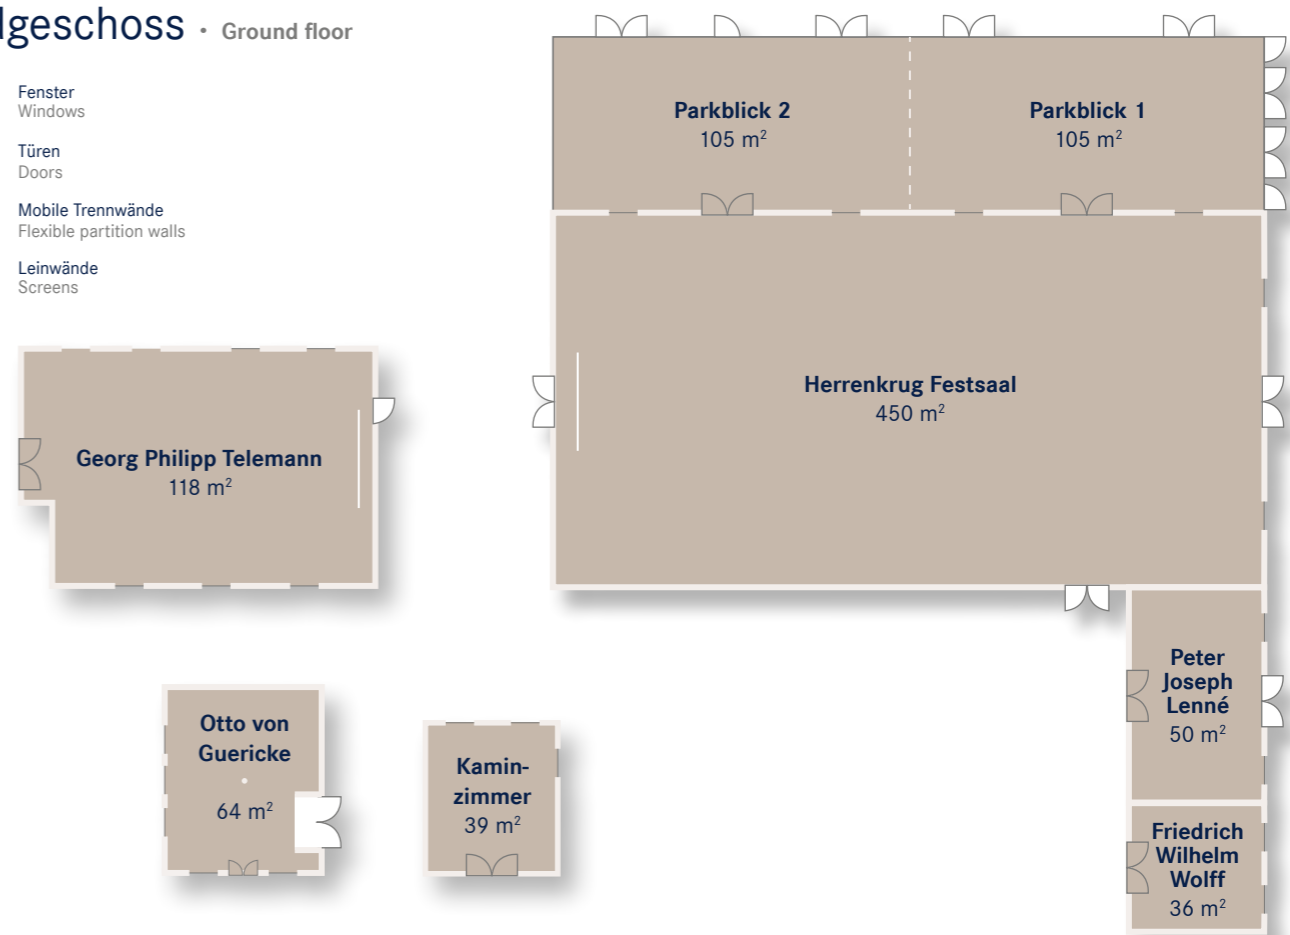 lgeschoss · Ground floor
Fenster
Windows
Türen
Doors
Mobile Trennwände
Flexible partition walls
Leinwände
Screens
Parkblick 2
105 m²
Parkblick 1
105 m²
Herrenkrug Festsaal
450 m²
Georg Philipp Telemann
118 m²
Otto von
Guericke
64 m²
Kamin-
zimmer
39 m²
Peter
Joseph
Lenné
50 m²
Friedrich
Wilhelm
Wolff
36 m²